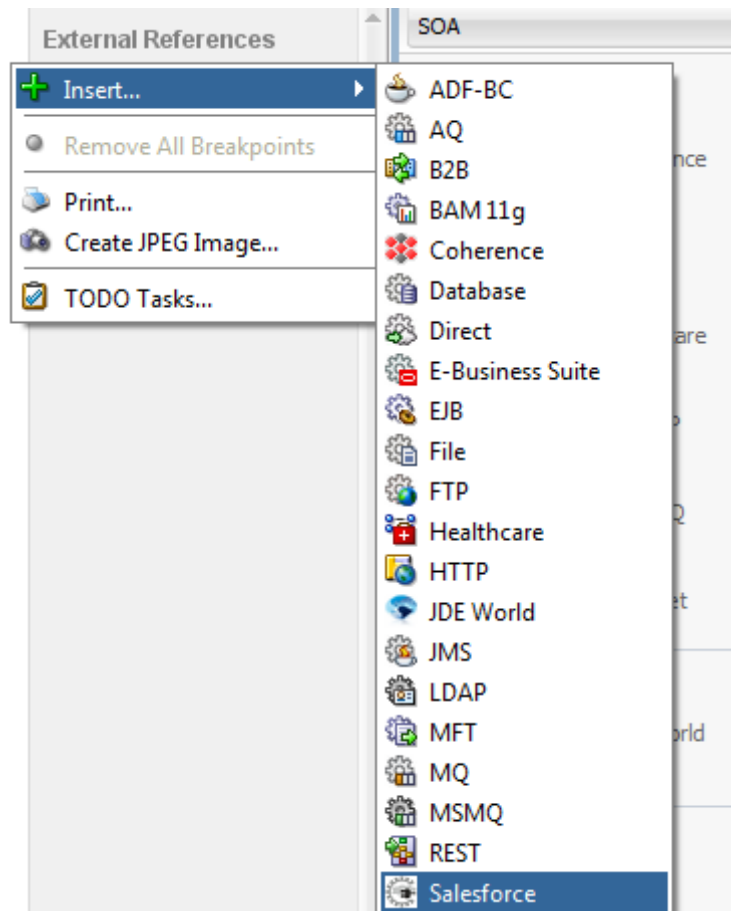 External References
SOA
Insert...
Remove All Breakpoints
Print...
Create JPEG Image...
TODO Tasks...
ADF-BC
AQ
B2B
BAM 11g
Coherence
Database
Direct
E-Business Suite
EJB
File
FTP
Healthcare
HTTP
JDE World
JMS
LDAP
MFT
MQ
MSMQ
REST
Salesforce